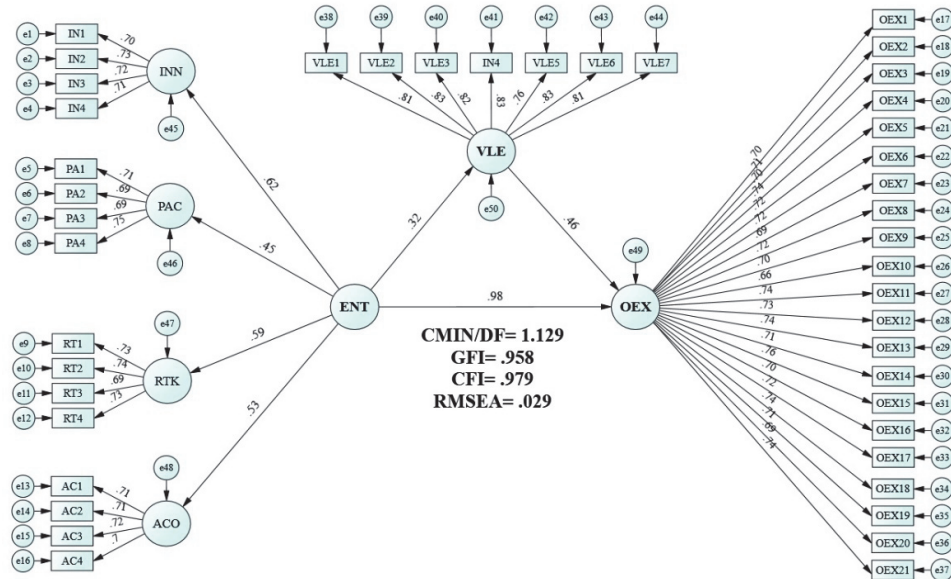 e1 IN1
e2 IN2
e3 IN3
e4 IN4
.70
.73
.72
.71
INN
e45
e5 PA1
e6 PA2
e7 PA3
e8 PA4
.71
.69
.69
.75
PAC
e46
e9 RT1
e10 RT2
e11 RT3
e12 RT4
.73
.74
.69
.73
RTK
e47
e13 AC1
e14 AC2
e15 AC3
e16 AC4
.71
.71
.72
.7
ACO
e48
.62
.45
.59
.53
ENT
e38 e39 e40 e41 e42 e43 e44
VLE1 VLE2 VLE3 IN4 VLE5 VLE6 VLE7
.81 .83 .82 .83 .76 .83 .81
VLE
e50
.32
.46
.98
e49
OEX
CMIN/DF= 1.129
GFI= .958
CFI= .979
RMSEA= .029
.70
.71
.70
.74
.72
.72
.69
.72
.70
.66
.74
.73
.74
.71
.76
.70
.72
.74
.71
.69
.74
OEX1 e17
OEX2 e18
OEX3 e19
OEX4 e20
OEX5 e21
OEX6 e22
OEX7 e23
OEX8 e24
OEX9 e25
OEX10 e26
OEX11 e27
OEX12 e28
OEX13 e29
OEX14 e30
OEX15 e31
OEX16 e32
OEX17 e33
OEX18 e34
OEX19 e35
OEX20 e36
OEX21 e37